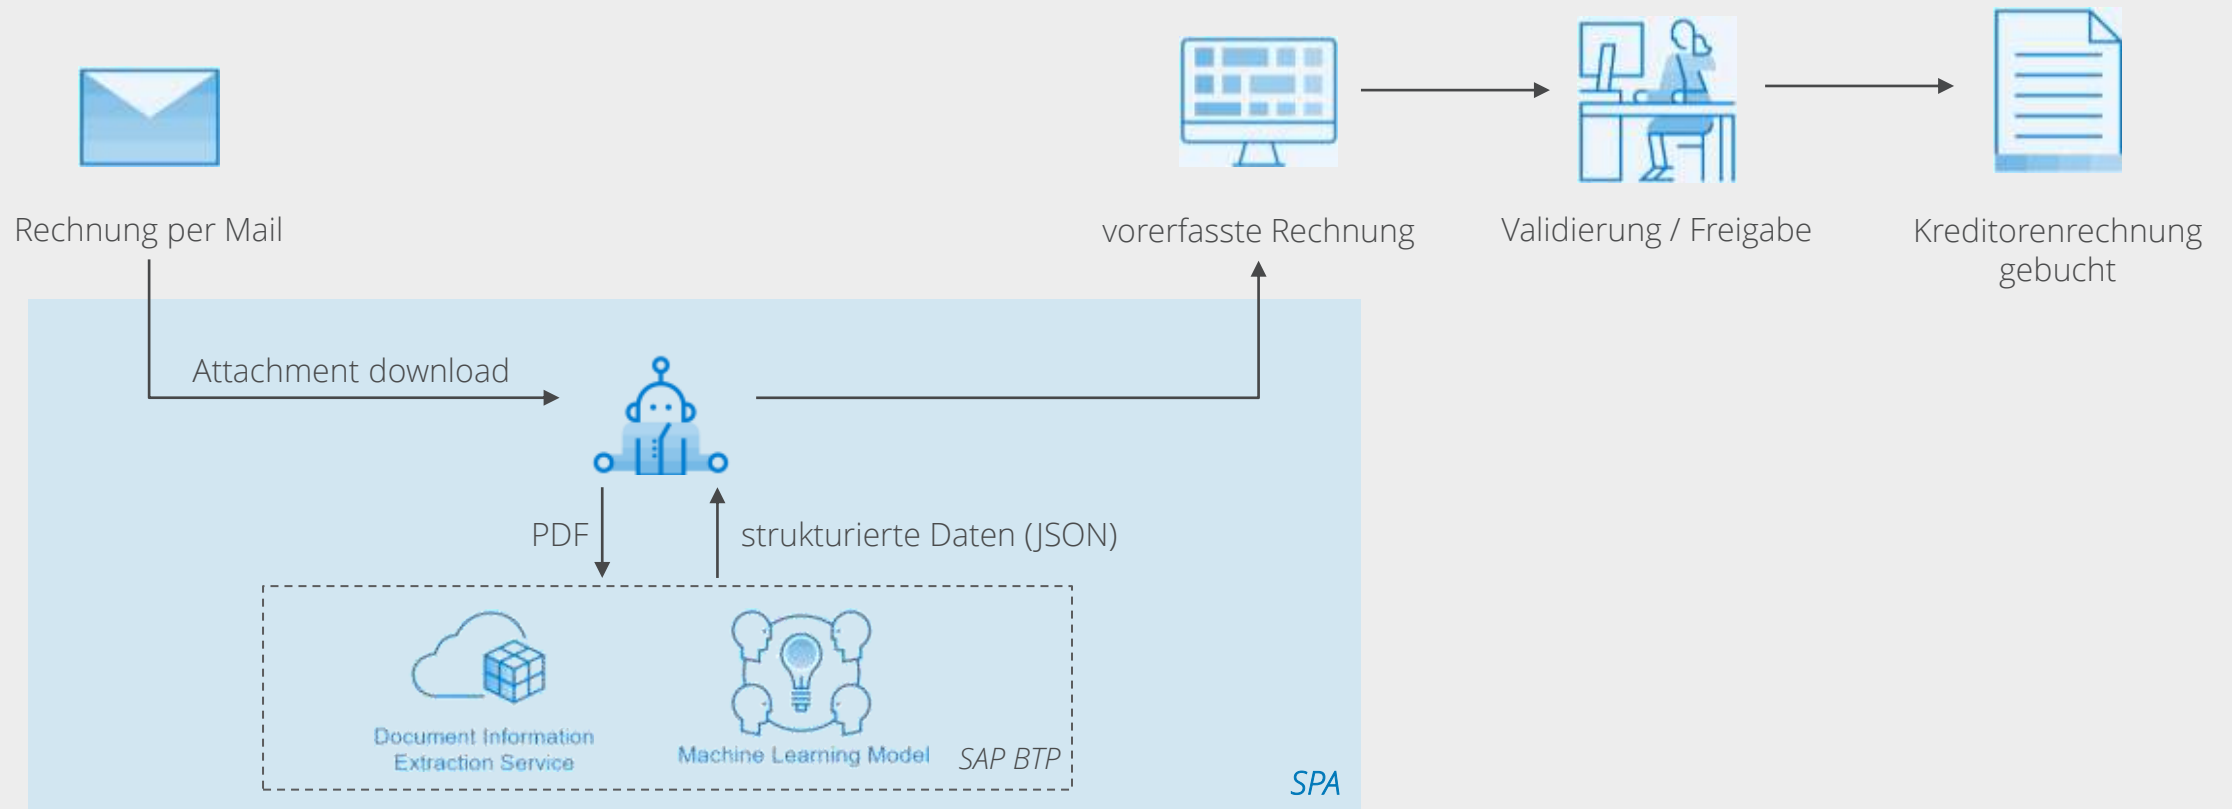 Rechnung per Mail
vorerfasste Rechnung
Validierung / Freigabe
Kreditorenrechnung
gebucht
Attachment download
PDF
strukturierte Daten (JSON)
Document Information
Extraction Service
Machine Learning Model
SAP BTP
SPA